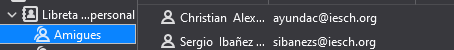 Libreta ...personal
Christian Alex... ayundac@iesch.org
Amigues
Sergio Ibañez ... sibanezs@iesch.org